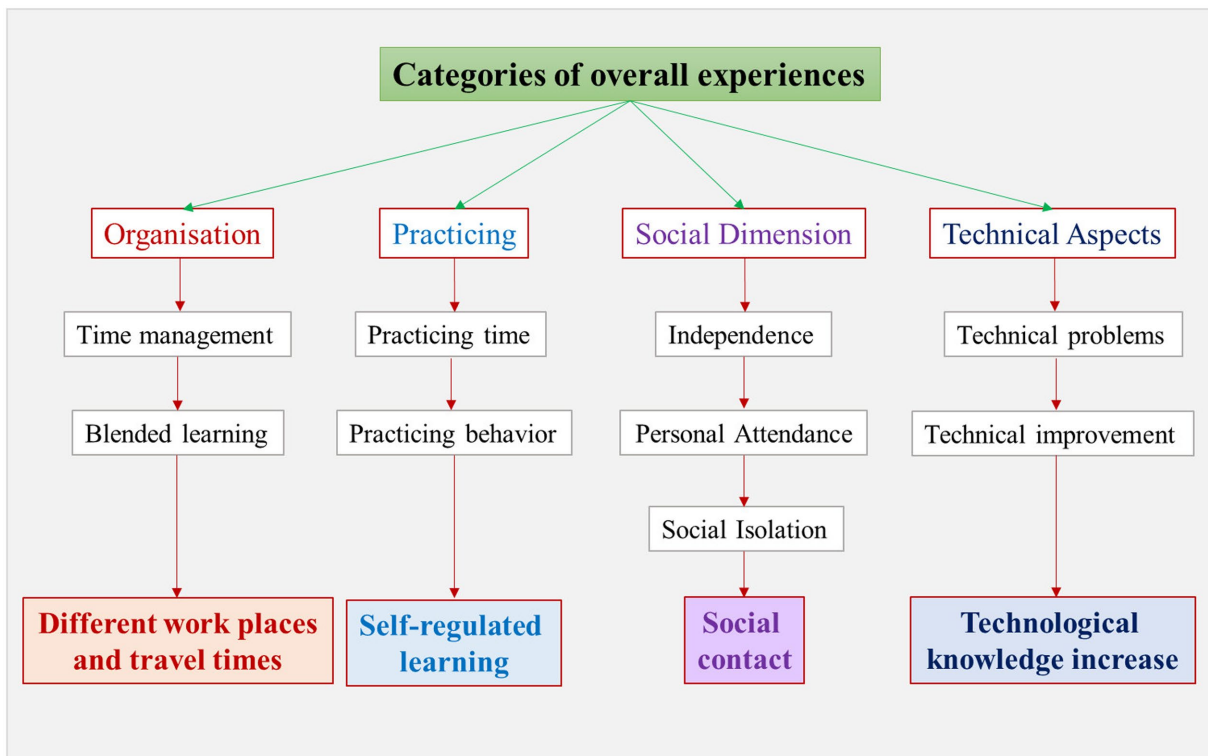 Categories of overall experiences
Organisation
Practicing
Social Dimension
Technical Aspects
Time management
Practicing time
Independence
Technical problems
Blended learning
Practicing behavior
Personal Attendance
Technical improvement
Social Isolation
Different work places
and travel times
Self-regulated
learning
Social
contact
Technological
knowledge increase